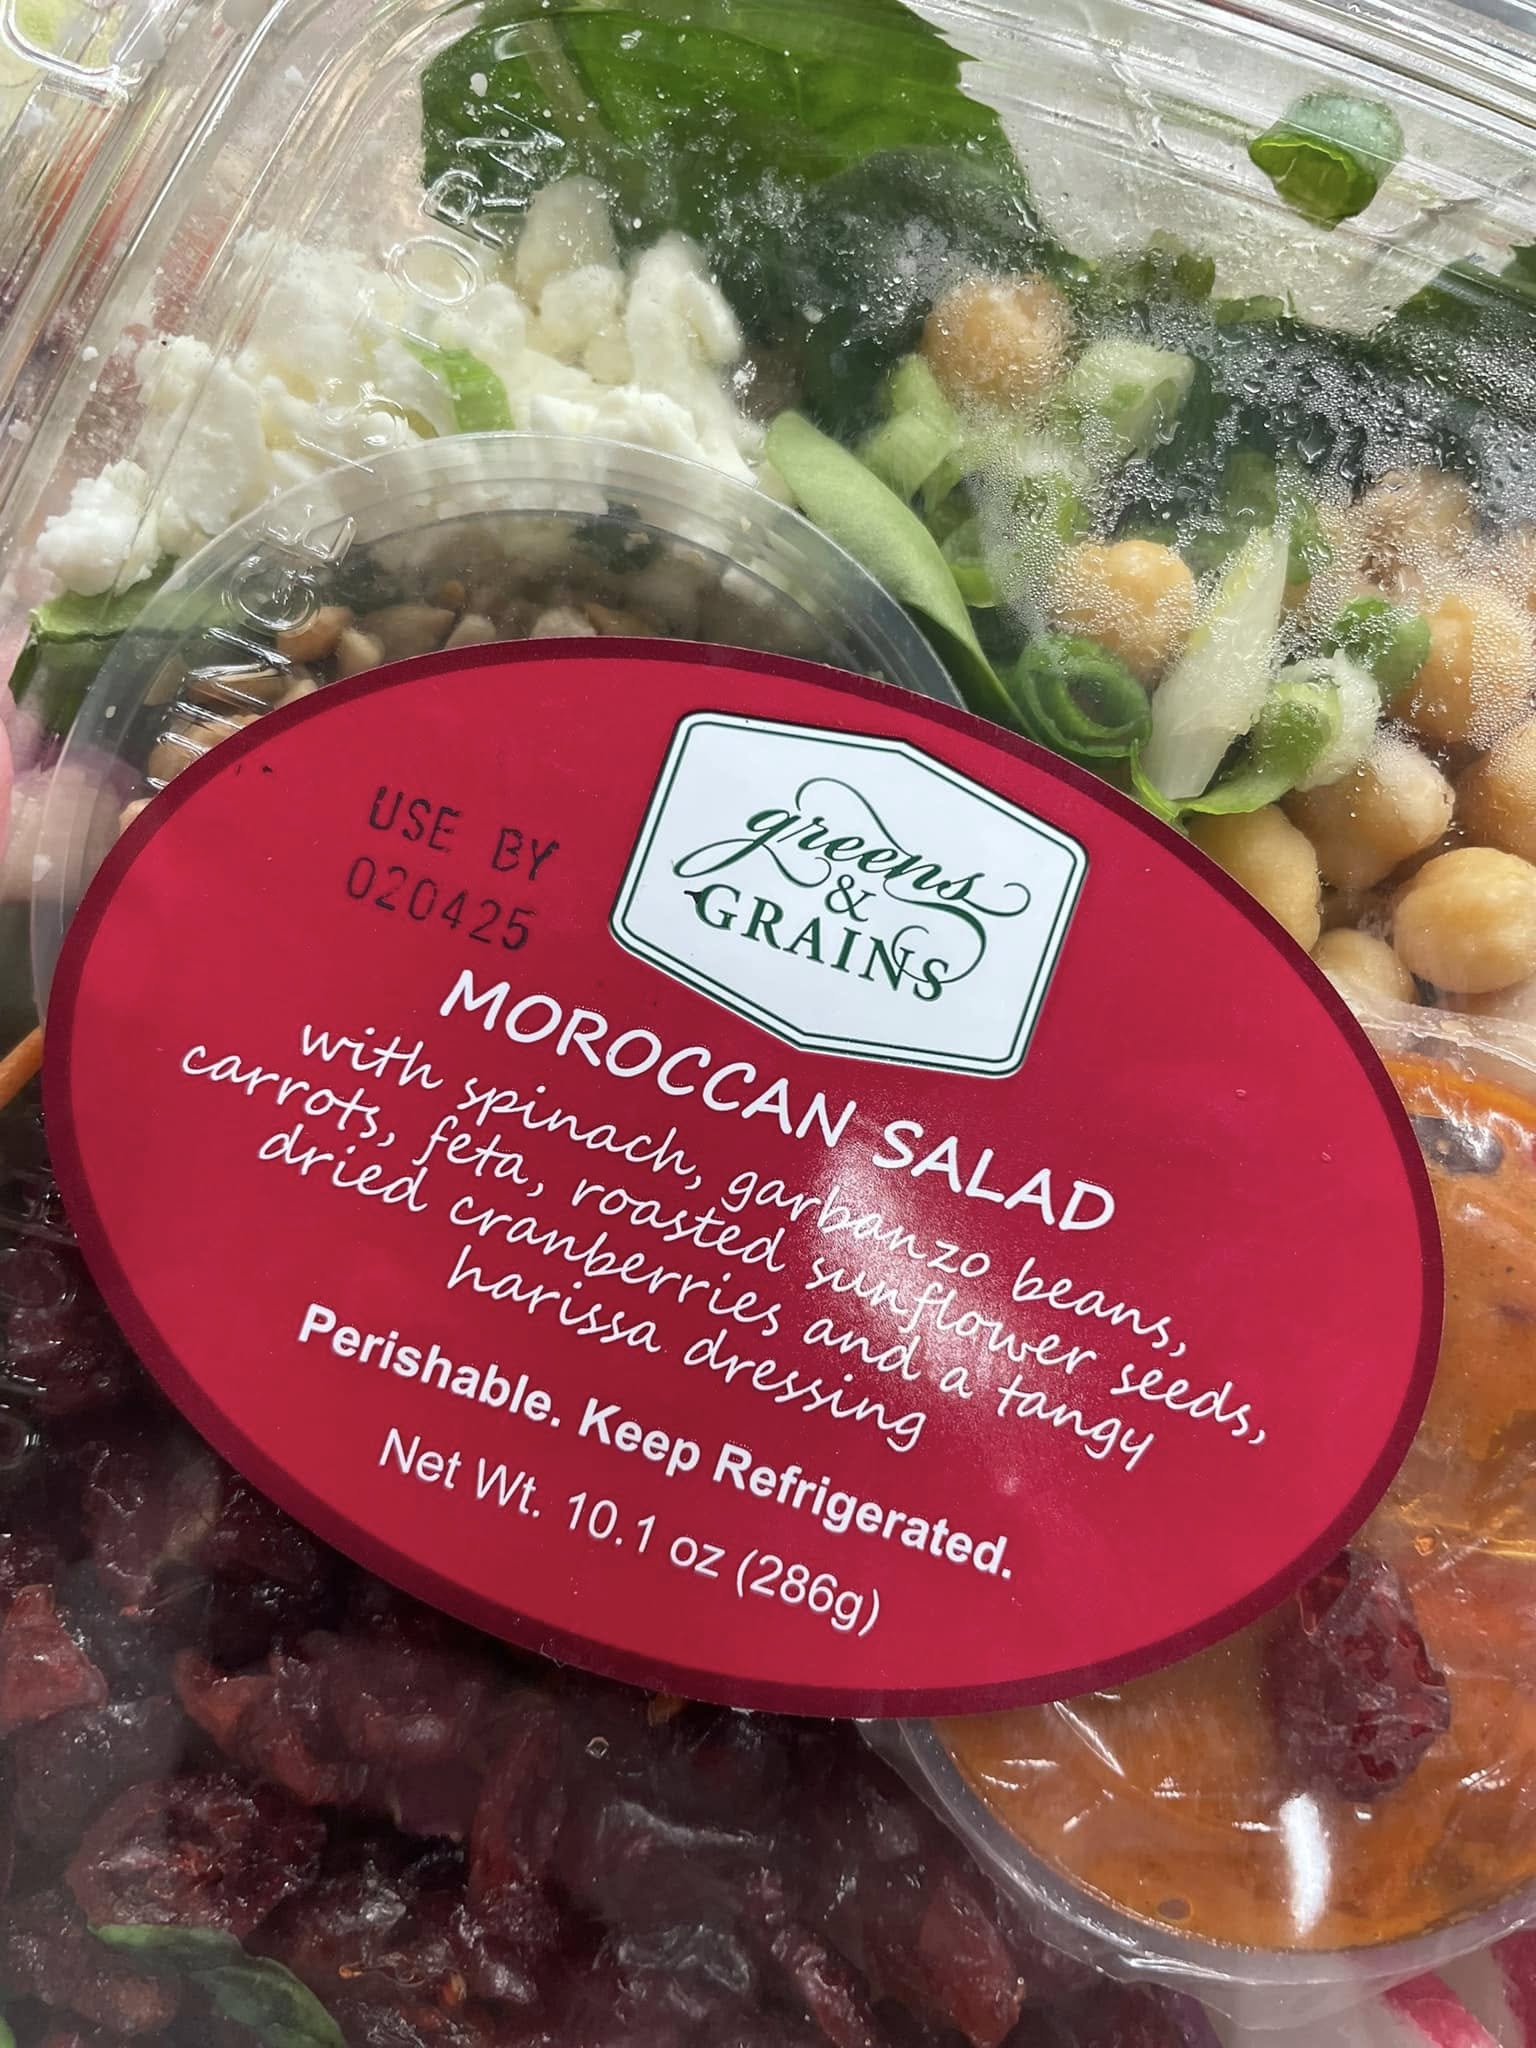 USE BY
020425
greens
&
GRAINS
MOROCCAN SALAD
with spinach, garbanzo beans,
carrots, feta, roasted sunflower seeds,
dried cranberries and a tangy
harissa dressing
Perishable. Keep Refrigerated.
Net Wt. 10.1 oz (286g)